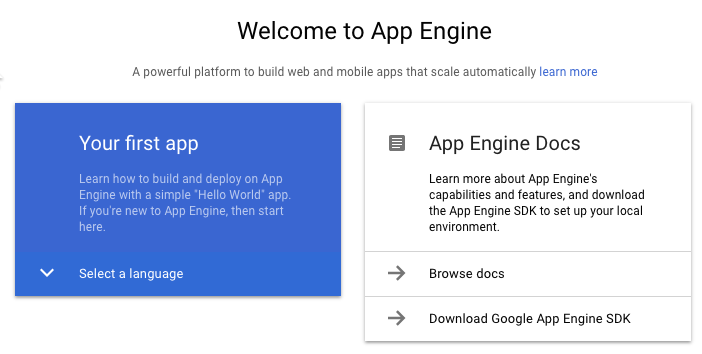 Welcome to App Engine
A powerful platform to build web and mobile apps that scale automatically learn more
Your first app
Learn how to build and deploy on App
Engine with a simple "Hello World" app.
If you're new to App Engine, then start
here.
Select a language
App Engine Docs
Learn more about App Engine's
capabilities and features, and download
the App Engine SDK to set up your local
environment.
Browse docs
Download Google App Engine SDK